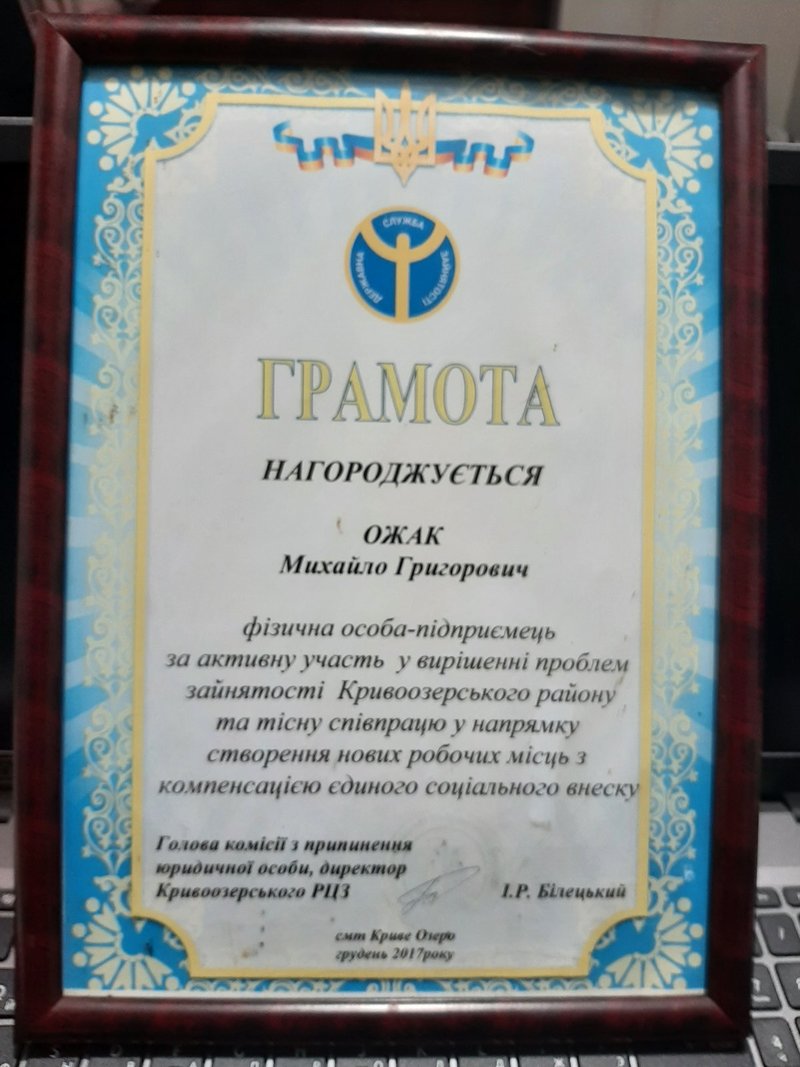 ДЕРЖАВНА СЛУЖБА ЗАЙНЯТОСТІ
ГРАМОТА
НАГОРОДЖУЄТЬСЯ
ОЖАК
Михайло Григорович
фізична особа-підприємець
за активну участь у вирішенні проблем
зайнятості Кривоозерського району
та тісну співпрацю у напрямку
створення нових робочих місць з
компенсацією єдиного соціального внеску
Голова комісії з припинення
юридичної особи, директор
Кривоозерського РЦЗ І.Р. Білецький
смт Криве Озеро
грудень 2017року